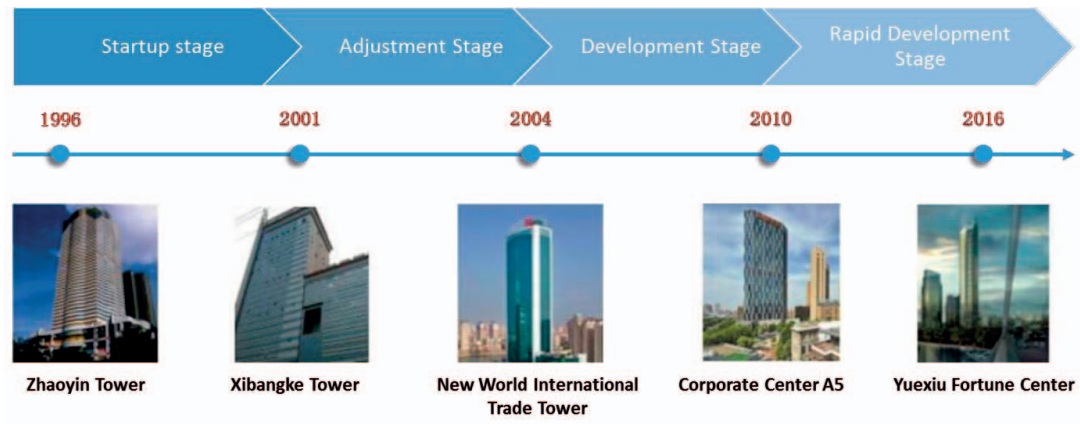 Startup stage
Adjustment Stage
Development Stage
Rapid Development
Stage
1996
2001
2004
2010
2016
Zhaoyin Tower
Xibangke Tower
New World International
Trade Tower
Corporate Center A5
Yuexiu Fortune Center